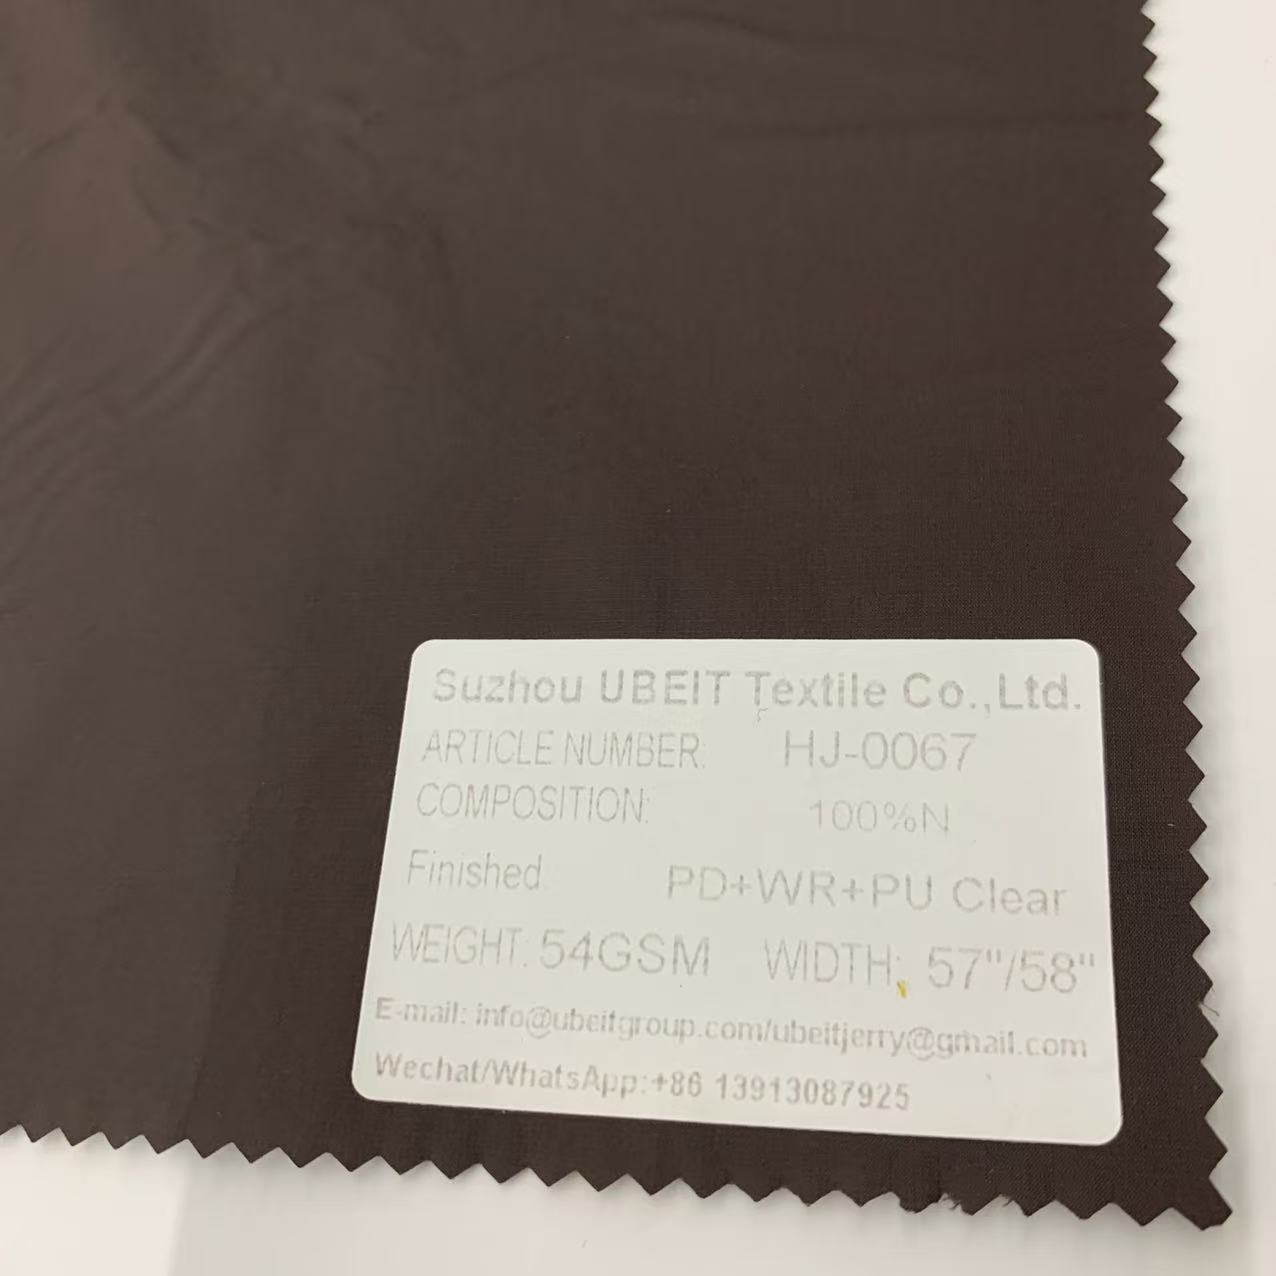 Suzhou UBEIT Textile Co.,Ltd.
ARTICLE NUMBER: HJ-0067
COMPOSITION: 100%N
Finished: PD+WR+PU Clear
WEIGHT: 54GSM WIDTH: 57"/58"
E-mail: info@ubeitgroup.com/ubeitjerry@gmail.com
Wechat/WhatsApp:+86 13913087925